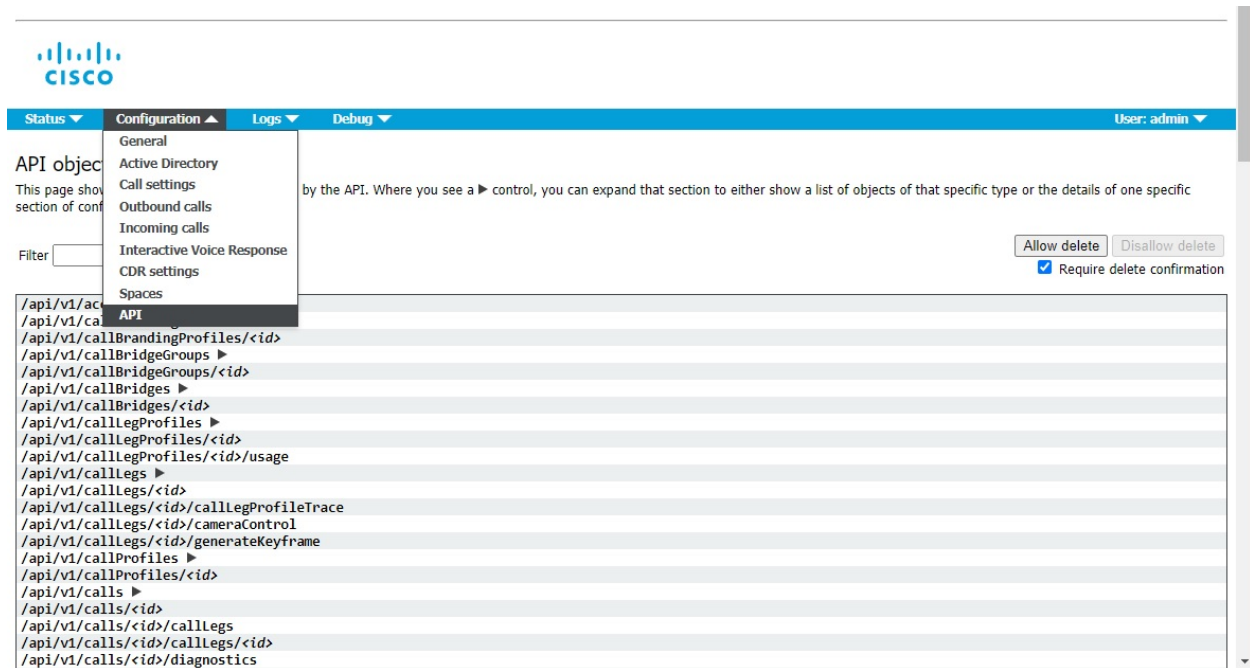 CISCO
Status Configuration Logs Debug User: admin
General
Active Directory
Call settings
Outbound calls
Incoming calls
Interactive Voice Response
CDR settings
Spaces
API
API objec
This page show by the API. Where you see a ▶ control, you can expand that section to either show a list of objects of that specific type or the details of one specific
section of conf
Filter
Allow delete Disallow delete
Require delete confirmation
/api/v1/ac
/api/v1/ca
/api/v1/callBrandingProfiles/<id>
/api/v1/callBridgeGroups ▶
/api/v1/callBridgeGroups/<id>
/api/v1/callBridges ▶
/api/v1/callBridges/<id>
/api/v1/callLegProfiles ▶
/api/v1/callLegProfiles/<id>
/api/v1/callLegProfiles/<id>/usage
/api/v1/callLegs ▶
/api/v1/callLegs/<id>
/api/v1/callLegs/<id>/callLegProfileTrace
/api/v1/callLegs/<id>/cameraControl
/api/v1/callLegs/<id>/generateKeyframe
/api/v1/callProfiles ▶
/api/v1/callProfiles/<id>
/api/v1/calls ▶
/api/v1/calls/<id>
/api/v1/calls/<id>/callLegs
/api/v1/calls/<id>/callLegs/<id>
/api/v1/calls/<id>/diagnostics